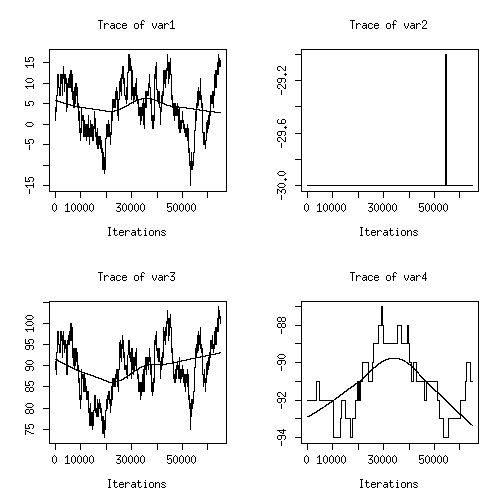 Trace of var1
Trace of var2
-15 -5 0 5 10 15
-30.0 -29.6 -29.2
0 10000 30000 50000
0 10000 30000 50000
Iterations
Iterations
Trace of var3
Trace of var4
75 80 85 90 95 100
-94 -92 -90 -88
0 10000 30000 50000
0 10000 30000 50000
Iterations
Iterations